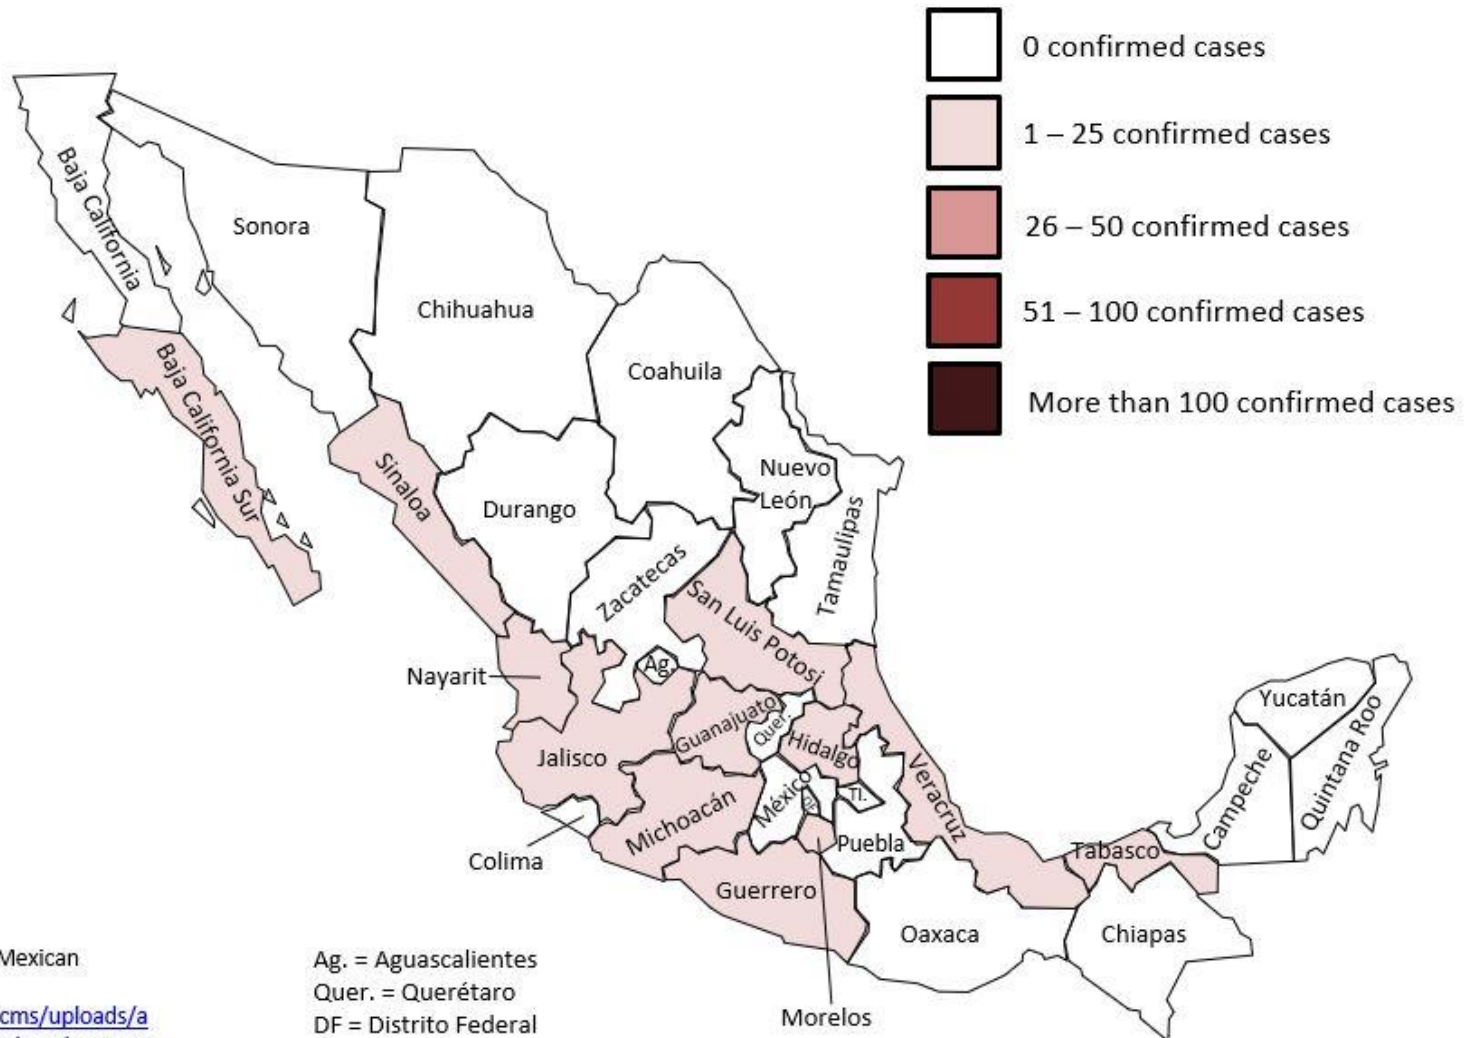 0 confirmed cases
1 – 25 confirmed cases
26 – 50 confirmed cases
51 – 100 confirmed cases
More than 100 confirmed cases
Baja California
Sonora
Chihuahua
Coahuila
Baja California Sur
Sinaloa
Durango
Nuevo
León
Tamaulipas
Zacatecas
San Luis Potosi
Nayarit
Ag.
Jalisco
Guanajuato
Quer.
Hidalgo
Veracruz
Yucatán
Quintana Roo
Campeche
Michoacán
México
Tl.
Puebla
Colima
Guerrero
Tabasco
Oaxaca
Chiapas
Morelos
Mexican
cms/uploads/a
Ag. = Aguascalientes
Quer. = Querétaro
DF = Distrito Federal